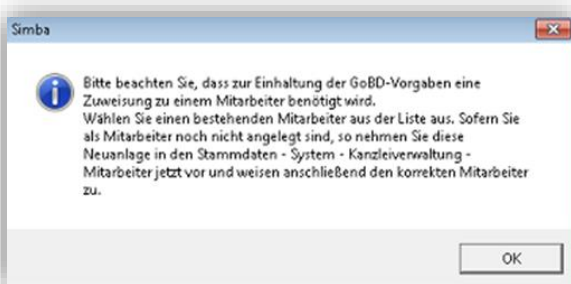 Simba
Bitte beachten Sie, dass zur Einhaltung der GoBD-Vorgaben eine
Zuweisung zu einem Mitarbeiter benötigt wird.
Wählen Sie einen bestehenden Mitarbeiter aus der Liste aus. Sofern Sie
als Mitarbeiter noch nicht angelegt sind, so nehmen Sie diese
Neuanlage in den Stammdaten - System - Kanzleiverwaltung -
Mitarbeiter jetzt vor und weisen anschließend den korrekten Mitarbeiter
zu.
OK